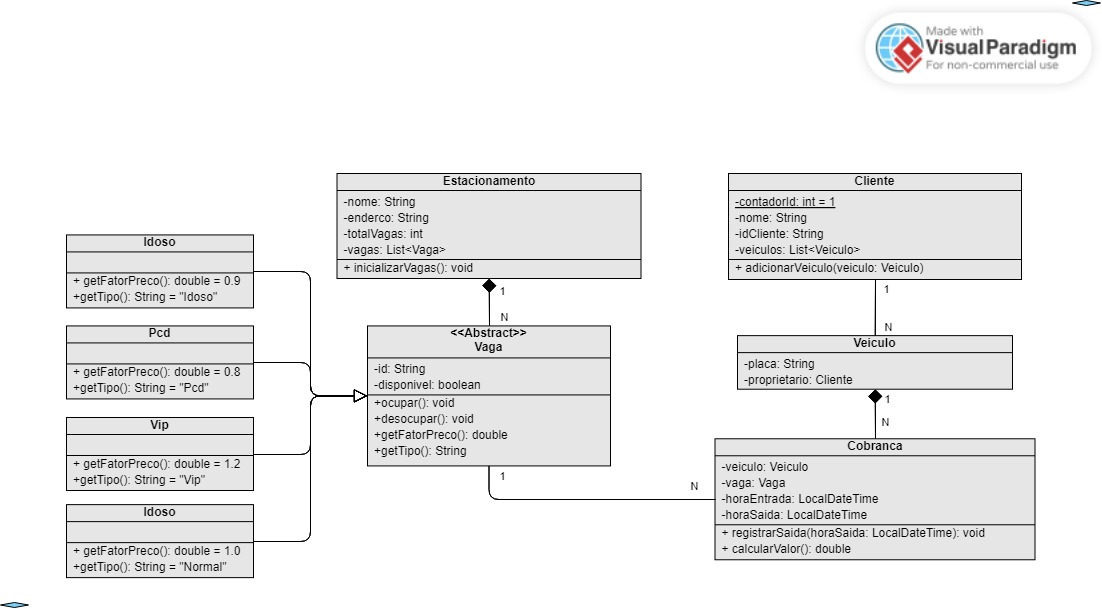 Made with
Visual Paradigm
For non-commercial use
Estacionamento
-nome: String
-enderco: String
-totalVagas: int
-vagas: List<Vaga>
+ inicializarVagas(): void
1
N
Cliente
-contadorId: int = 1
-nome: String
-idCliente: String
-veiculos: List<Veiculo>
+ adicionarVeiculo(veiculo: Veiculo)
1
N
Idoso
+ getFatorPreco(): double = 0.9
+getTipo(): String = "Idoso"
Pcd
+ getFatorPreco(): double = 0.8
+getTipo(): String = "Pcd"
Vip
+ getFatorPreco(): double = 1.2
+getTipo(): String = "Vip"
Idoso
+ getFatorPreco(): double = 1.0
+getTipo(): String = "Normal"
<<Abstract>>
Vaga
-id: String
-disponivel: boolean
+ocupar(): void
+desocupar(): void
+getFatorPreco(): double
+getTipo(): String
1
N
Veiculo
-placa: String
-proprietario: Cliente
1
N
Cobranca
-veiculo: Veiculo
-vaga: Vaga
-horaEntrada: LocalDateTime
-horaSaida: LocalDateTime
+ registrarSaida(horaSaida: LocalDateTime): void
+ calcularValor(): double